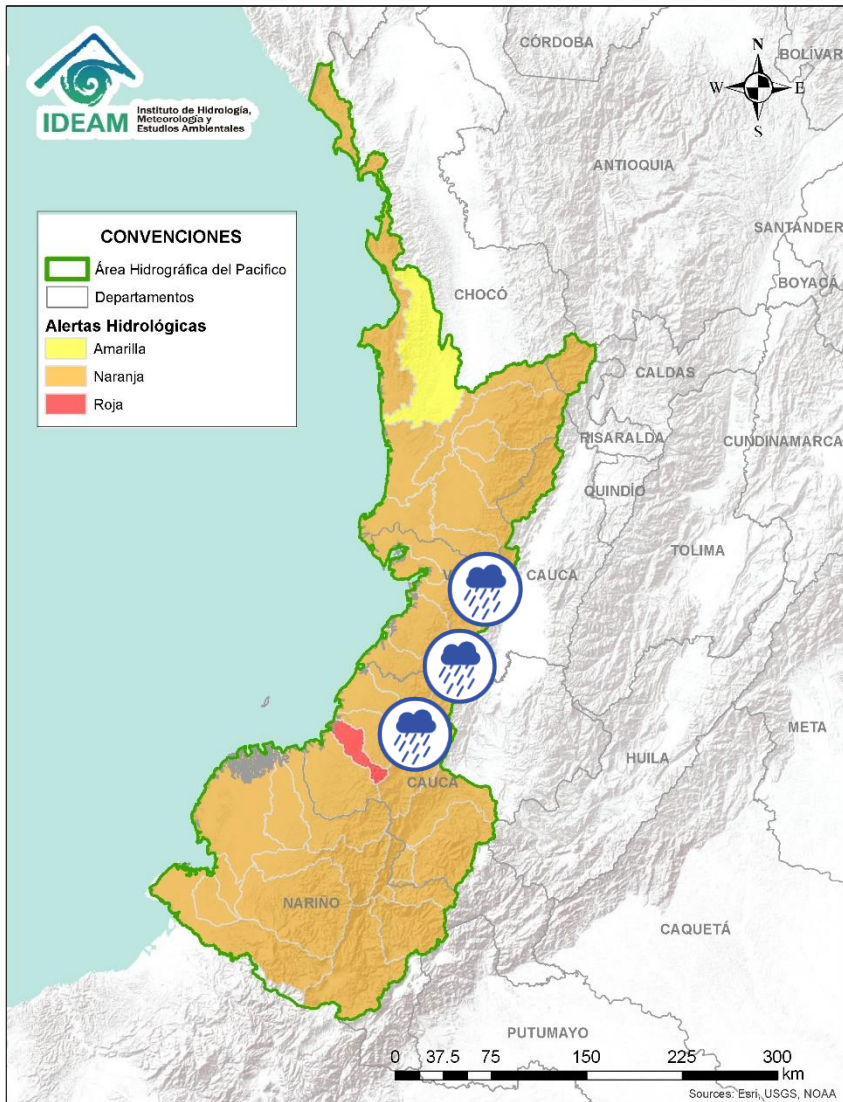 IDEAM
Instituto de Hidrología,
Meteorología y
Estudios Ambientales
CÓRDOBA
BOLÍVAR
N
W
E
S
ANTIOQUIA
SANTANDER
BOYACÁ
CONVENCIONES
Área Hidrográfica del Pacifico
Departamentos
Alertas Hidrológicas
Amarilla
Naranja
Roja
CHOCÓ
CALDAS
RISARALDA
CUNDINAMARCA
QUINDÍO
TOLIMA
V
CAUCA
META
HUILA
CAUCA
NARIÑO
CAQUETÁ
PUTUMAYO
0 37.5 75 150 225 300
km
Sources: Esri, USGS, NOAA